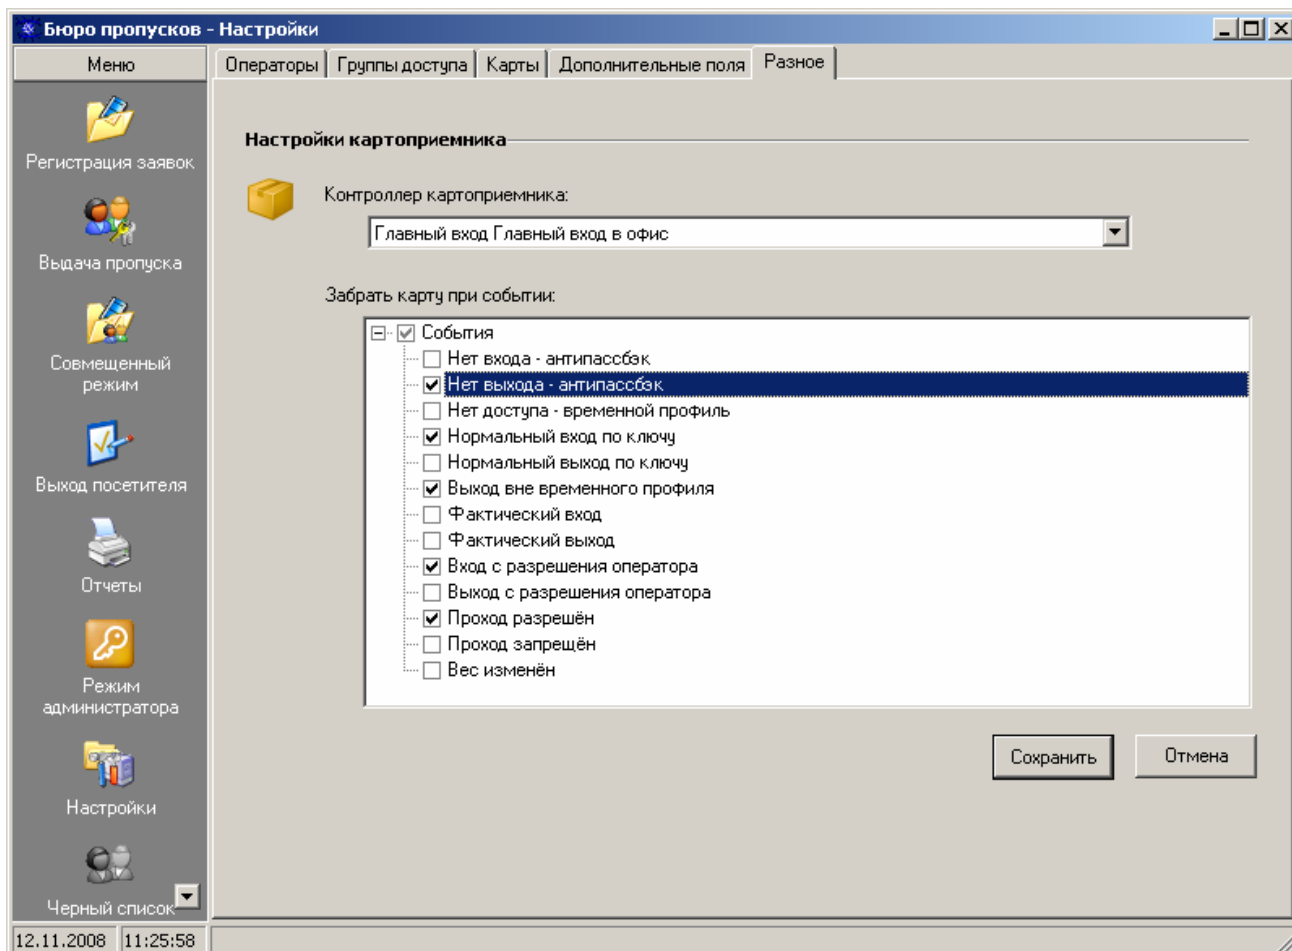 Бюро пропусков - Настройки
Меню
Операторы
Группы доступа
Карты
Дополнительные поля
Разное
Регистрация заявок
Выдача пропуска
Совмещенный
режим
Выход посетителя
Отчеты
Режим
администратора
Настройки
Черный список
Настройки картоприемника
Контроллер картоприемника:
Главный вход Главный вход в офис
Забрать карту при событии:
События
Нет входа - антипассбэк
Нет выхода - антипассбэк
Нет доступа - временной профиль
Нормальный вход по ключу
Нормальный выход по ключу
Выход вне временного профиля
Фактический вход
Фактический выход
Вход с разрешения оператора
Выход с разрешения оператора
Проход разрешён
Проход запрещён
Вес изменён
Сохранить
Отмена
12.11.2008
11:25:58